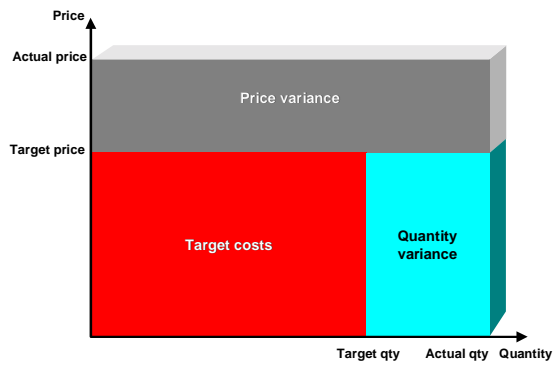 Price
Actual price
Price variance
Target price
Target costs
Quantity
variance
Target qty
Actual qty
Quantity